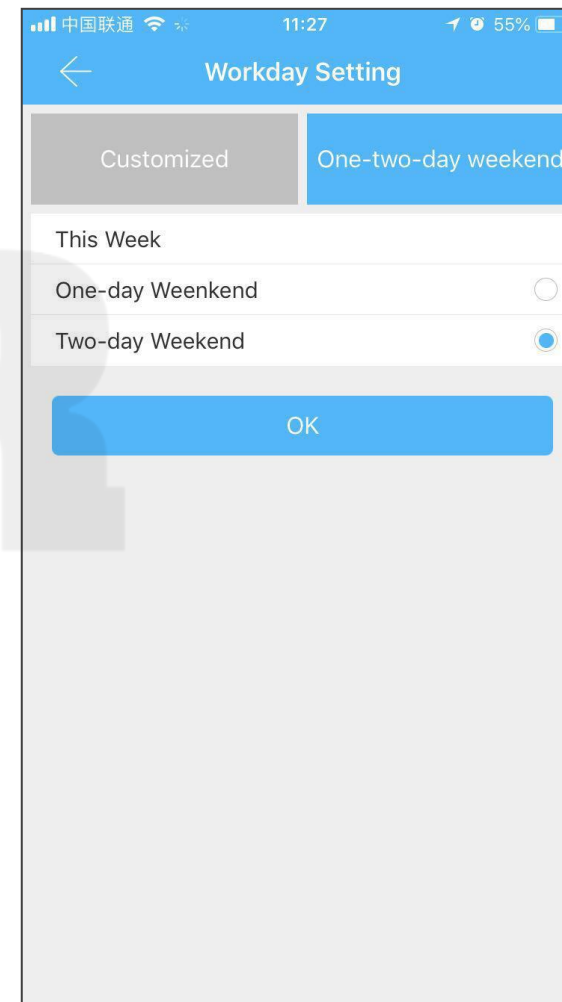 中国联通 11:27 55%
Workday Setting
Customized One-two-day weekend
This Week
One-day Weenkend
Two-day Weekend
OK